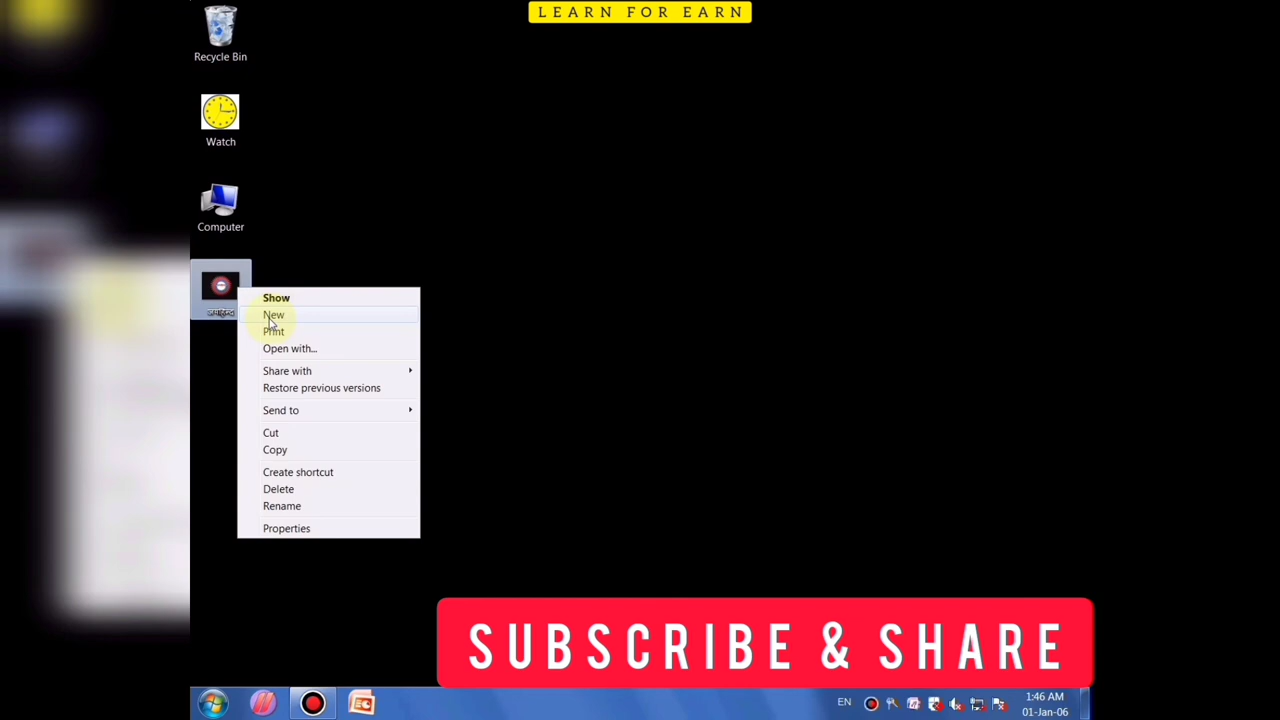 LEARN FOR EARN
Recycle Bin
Watch
Computer
Show
New
Print
Open with...
Share with
Restore previous versions
Send to
Cut
Copy
Create shortcut
Delete
Rename
Properties
SUBSCRIBE & SHARE
EN
1:46 AM
01-Jan-06